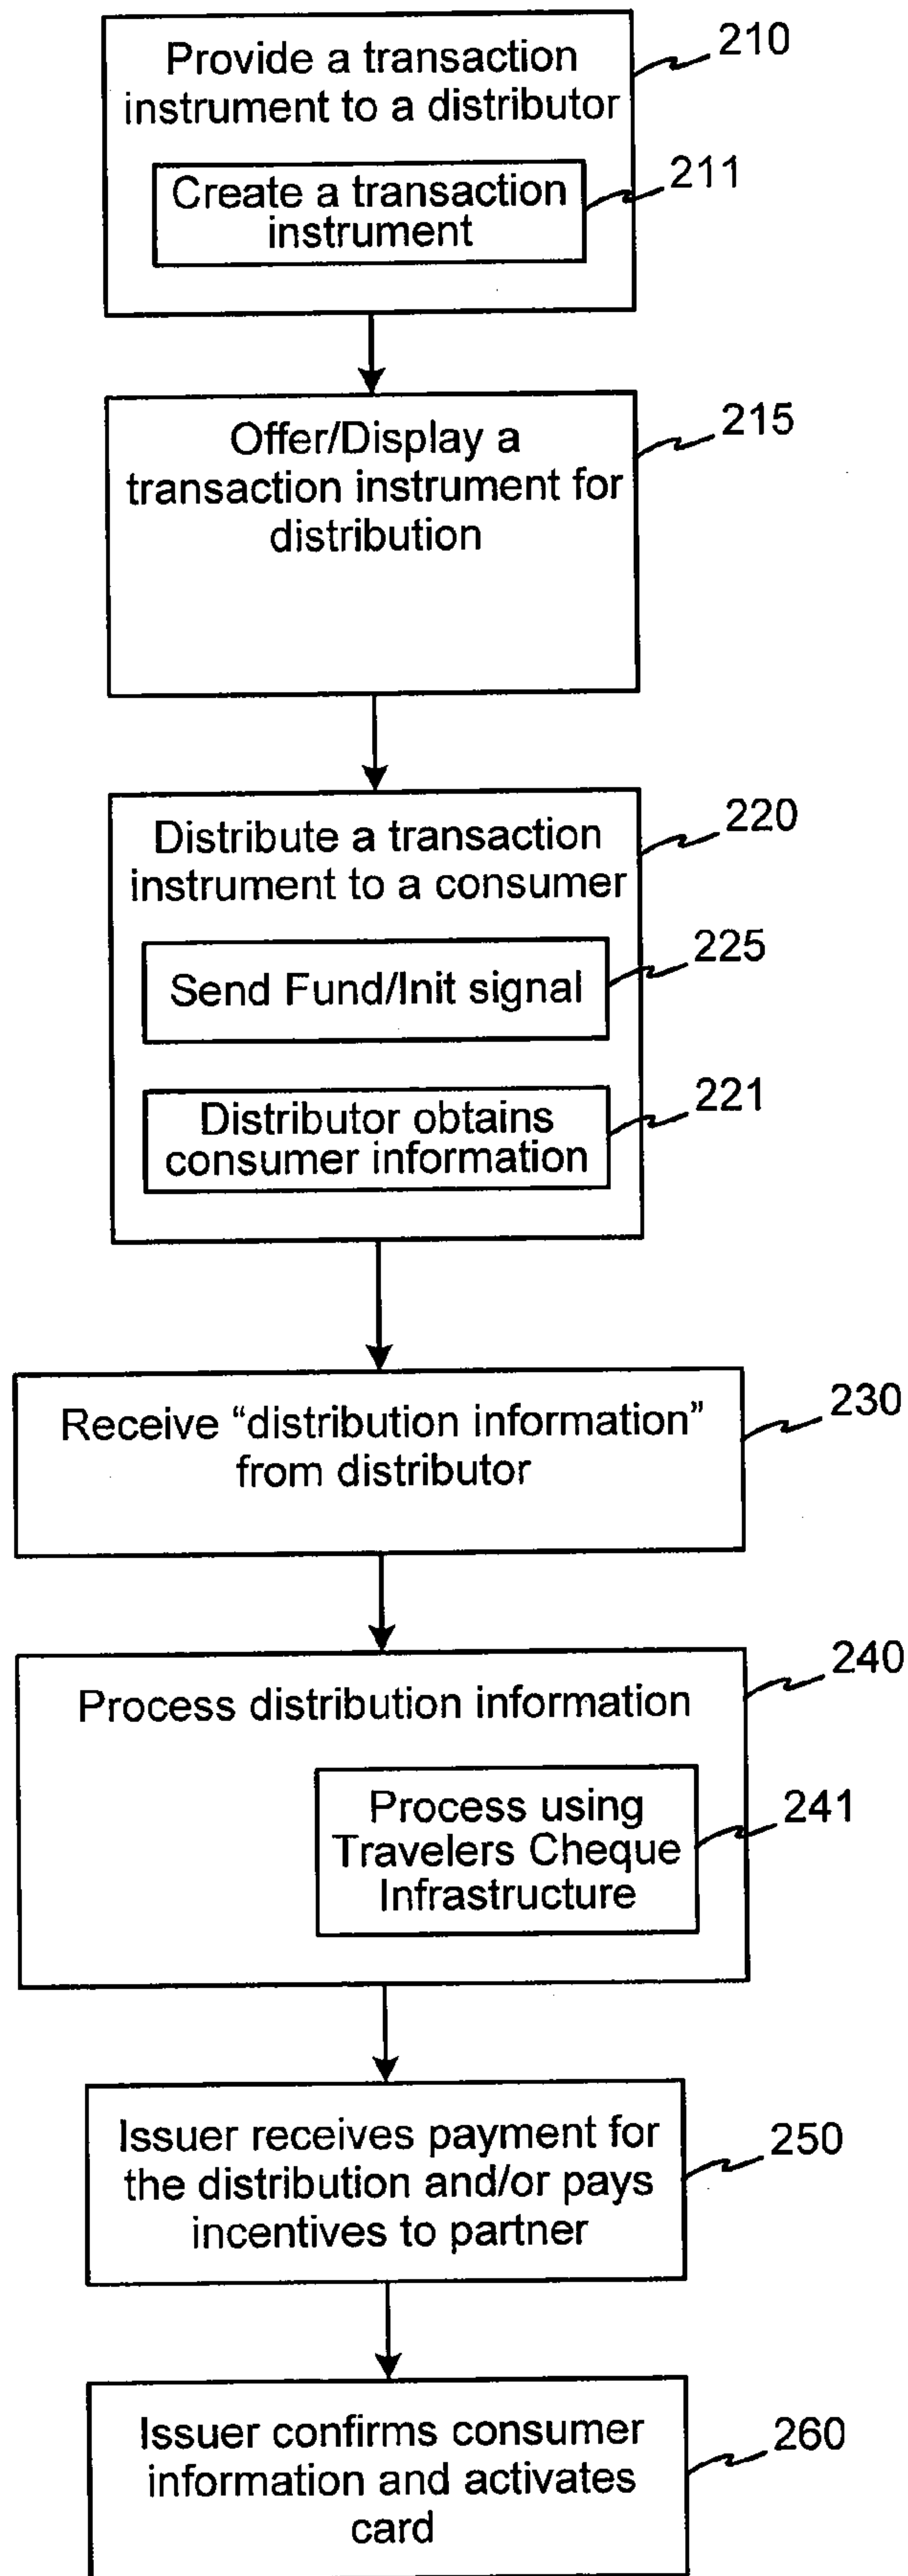 Provide a transaction
instrument to a distributor
210
Create a transaction
instrument
211
Offer/Display a
transaction instrument for
distribution
215
Distribute a transaction
instrument to a consumer
220
Send Fund/Init signal
225
Distributor obtains
consumer information
221
Receive “distribution information”
from distributor
230
Process distribution information
240
Process using
Travelers Cheque
Infrastructure
241
Issuer receives payment for
the distribution and/or pays
incentives to partner
250
Issuer confirms consumer
information and activates
card
260